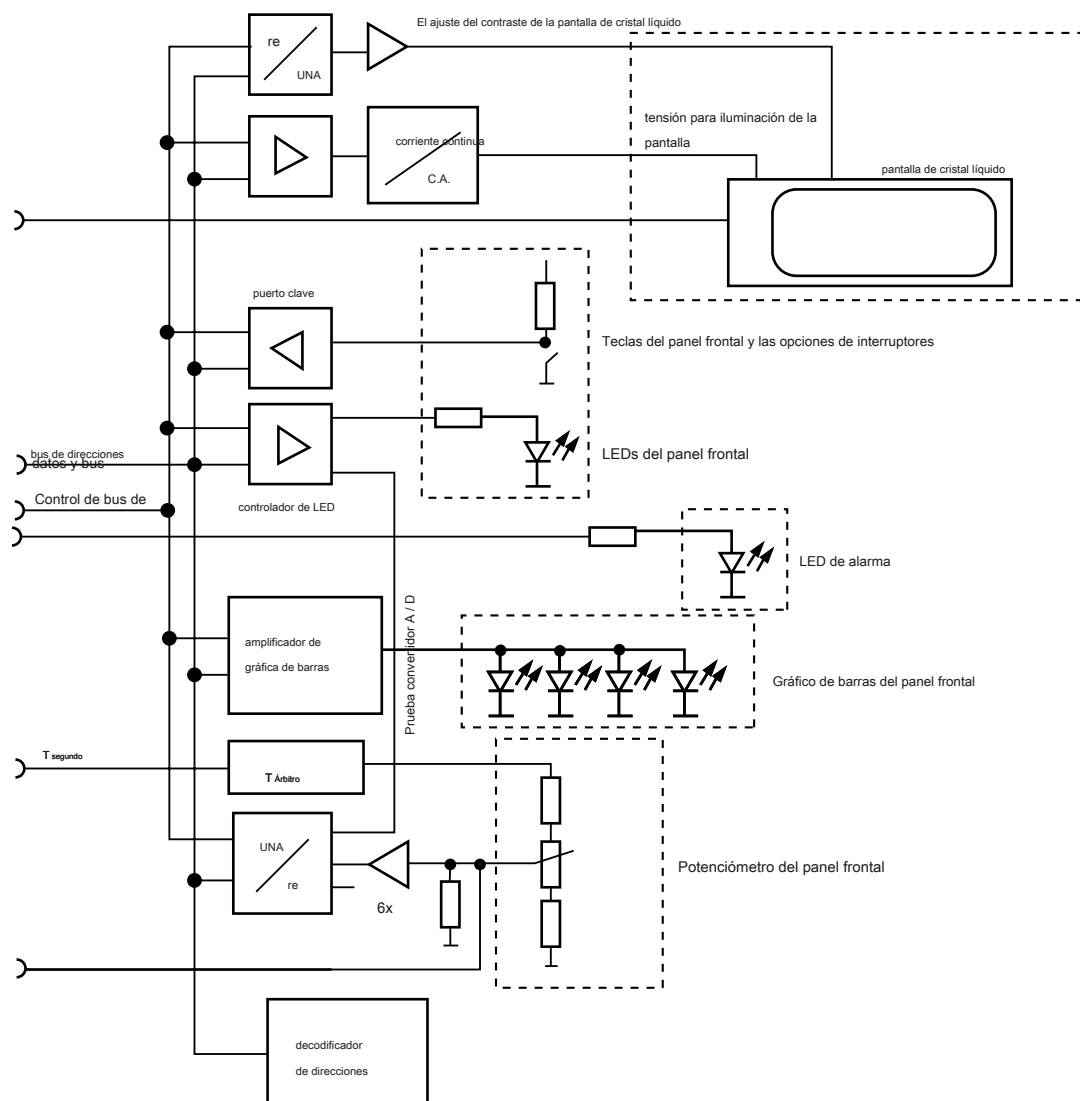 El ajuste del contraste de la pantalla de cristal líquido
re
UNA
tensión para iluminación de la
pantalla
corriente continua
C.A.
pantalla de cristal líquido
puerto clave
Teclas del panel frontal y las opciones de interruptores
bus de direcciones
datos y bus
LEDs del panel frontal
Control de bus de
controlador de LED
LED de alarma
Prueba convertidor A / D
amplificador de
gráfica de barras
Gráfico de barras del panel frontal
T segundo
T Árbitro
UNA
re
6x
Potenciómetro del panel frontal
decodificador
de direcciones